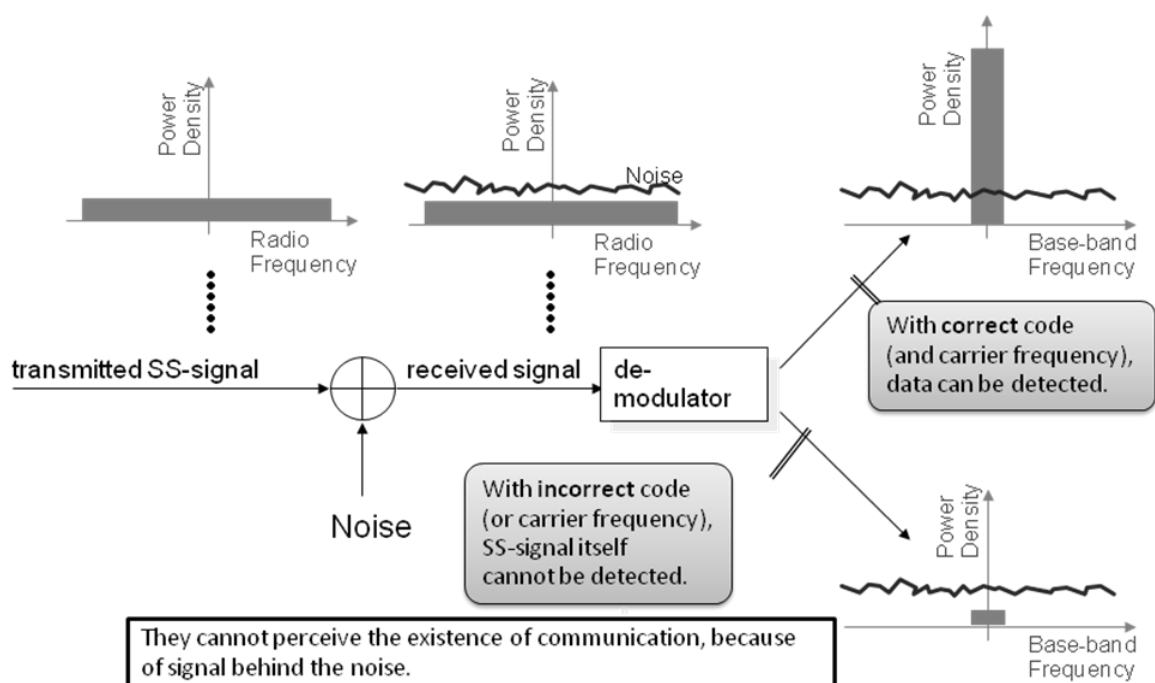 Power
Density
Radio
Frequency
Power
Density
Noise
Radio
Frequency
Power
Density
Base-band
Frequency
transmitted SS-signal
received signal
de-
modulator
Noise
With correct code
(and carrier frequency),
data can be detected.
With incorrect code
(or carrier frequency),
SS-signal itself
cannot be detected.
Power
Density
Base-band
Frequency
They cannot perceive the existence of communication, because
of signal behind the noise.